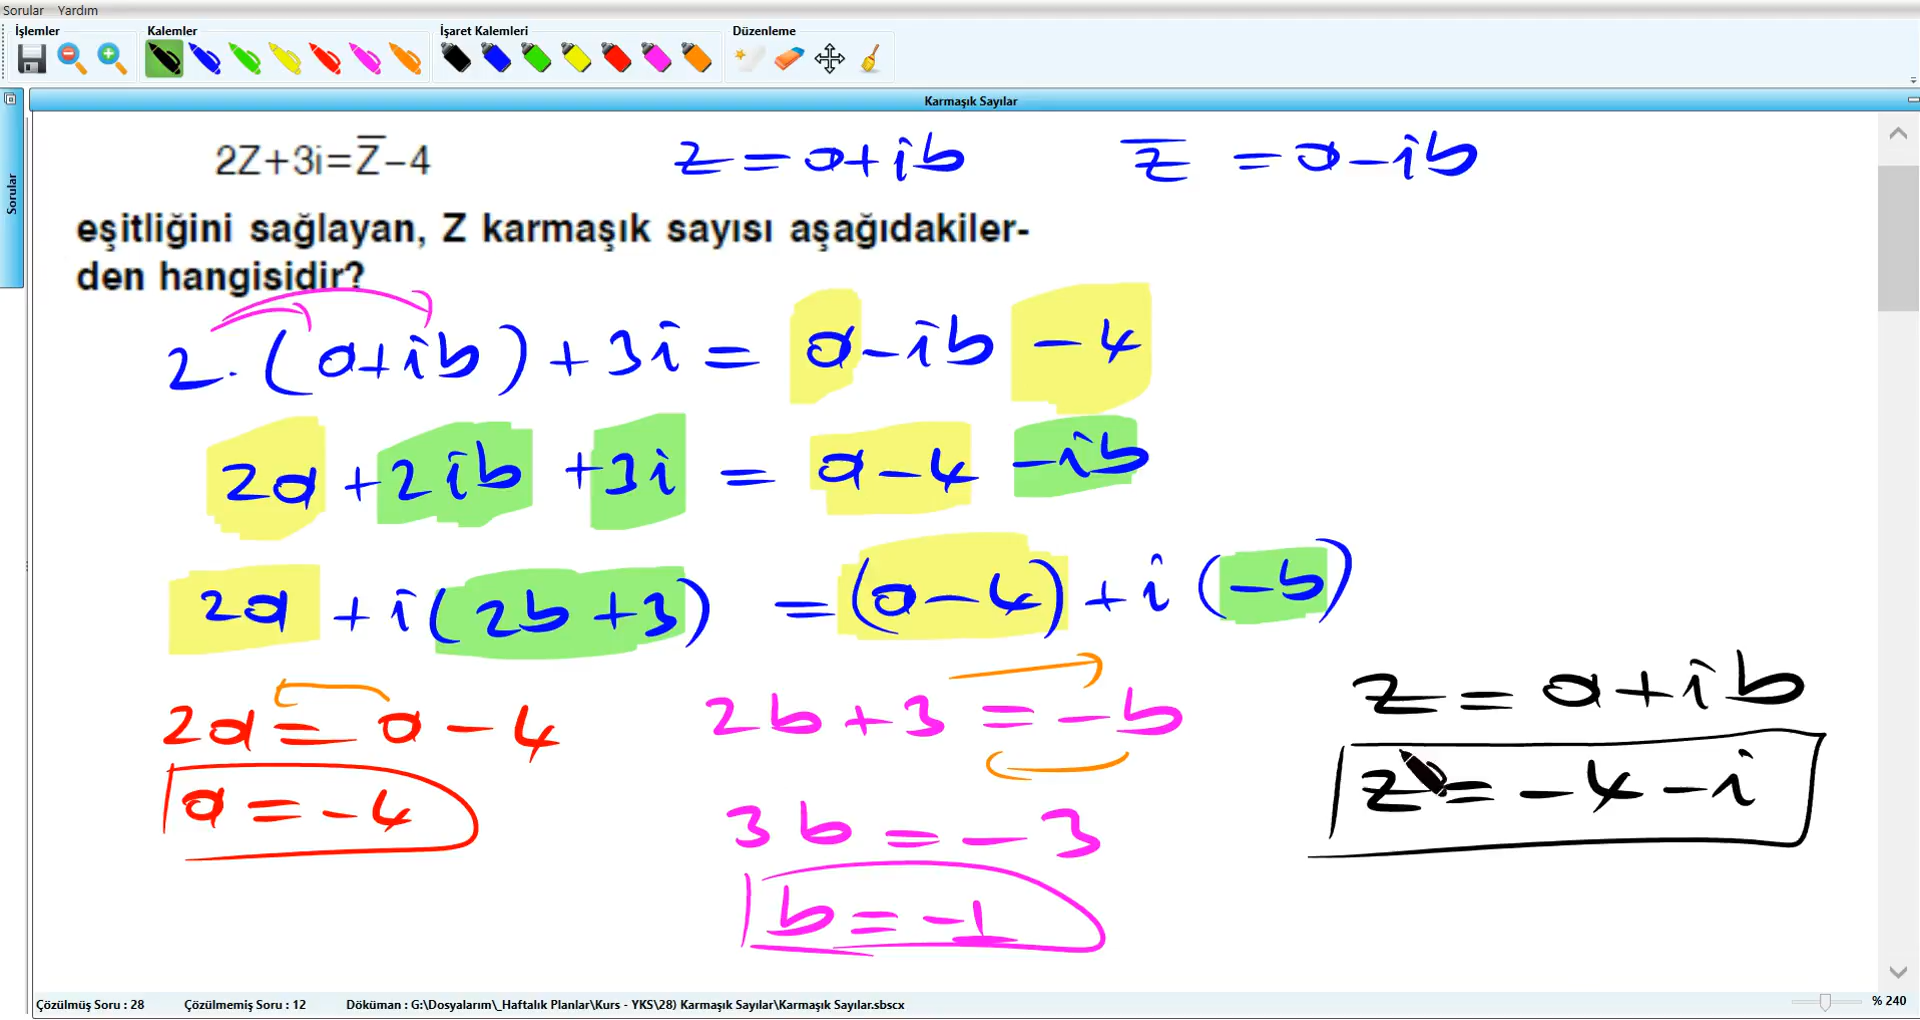 Sorular Yardım
İşlemler Kalemler İşaret Kalemleri Düzenleme
Karmaşık Sayılar
Sorular
2Z+3i=Z̅−4 z=a+ib z̅=a−ib
eşitliğini sağlayan, Z karmaşık sayısı aşağıdakiler-
den hangisidir?
2.(a+ib)+3i=a−ib−4
2a+2ib+3i=a−4−ib
2a+i(2b+3)=(a−4)+i(−b)
2a=a−4 2b+3=−b z=a+ib
a=−4 3b=−3 z=−4−i
b=−1
Çözülmüş Soru : 28 Çözülmemiş Soru : 12 Döküman : G:\Dosyalarım\_Haftalık Planlar\Kurs - YKS\28) Karmaşık Sayılar\Karmaşık Sayılar.sbscx % 240